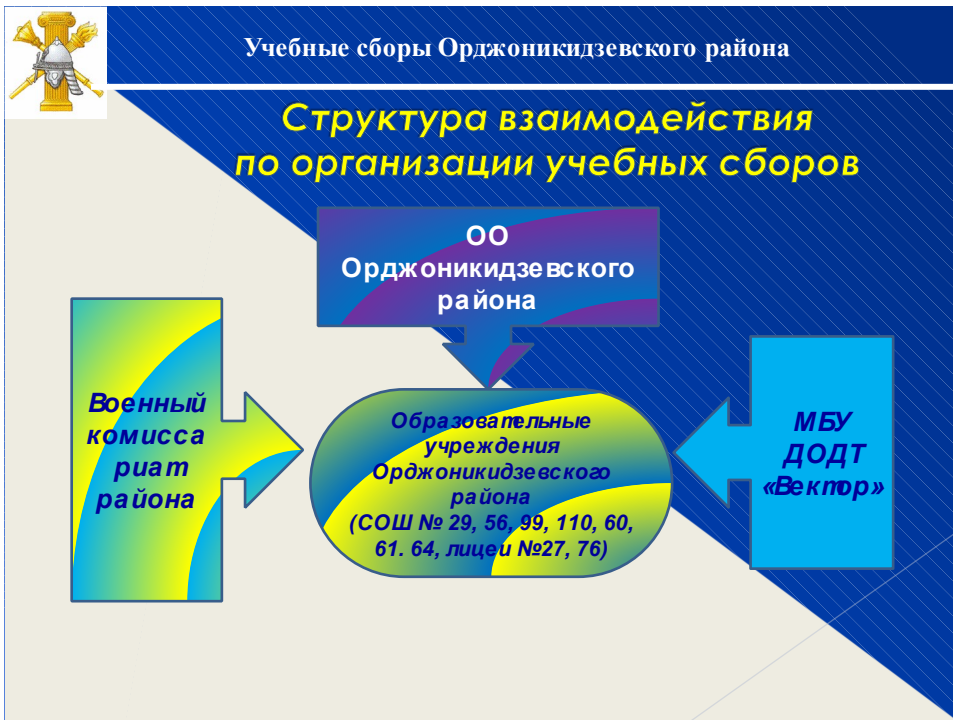 Учебные сборы Орджоникидзевского района
Структура взаимодействия
по организации учебных сборов
ОО
Орджоникидзевского
района
Военный
комисса
риат
района
Образовательные
учреждения
Орджоникидзевского
района
(СОШ № 29, 56, 99, 110, 60,
61. 64, лицеи №27, 76)
МБУ
ДОДТ
«Вектор»